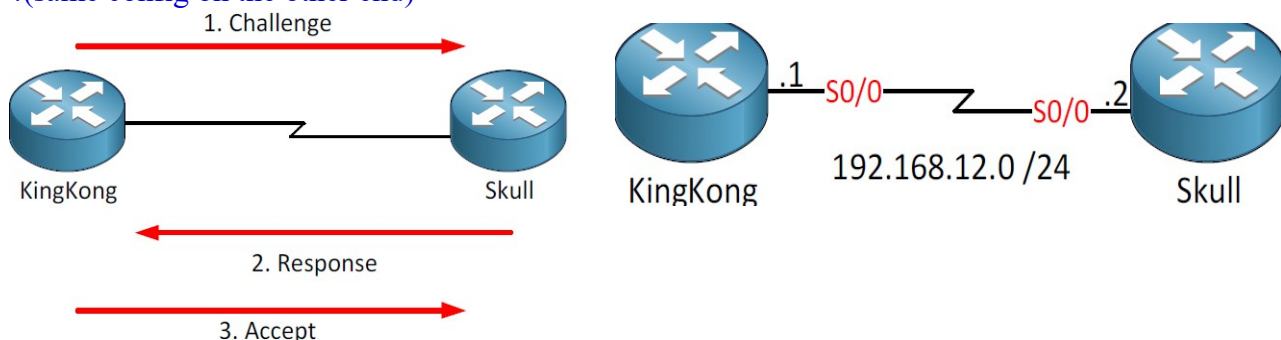 1. Challenge
KingKong
Skull
2. Response
3. Accept
.1
S0/0
S0/0
.2
192.168.12.0 /24
KingKong
Skull